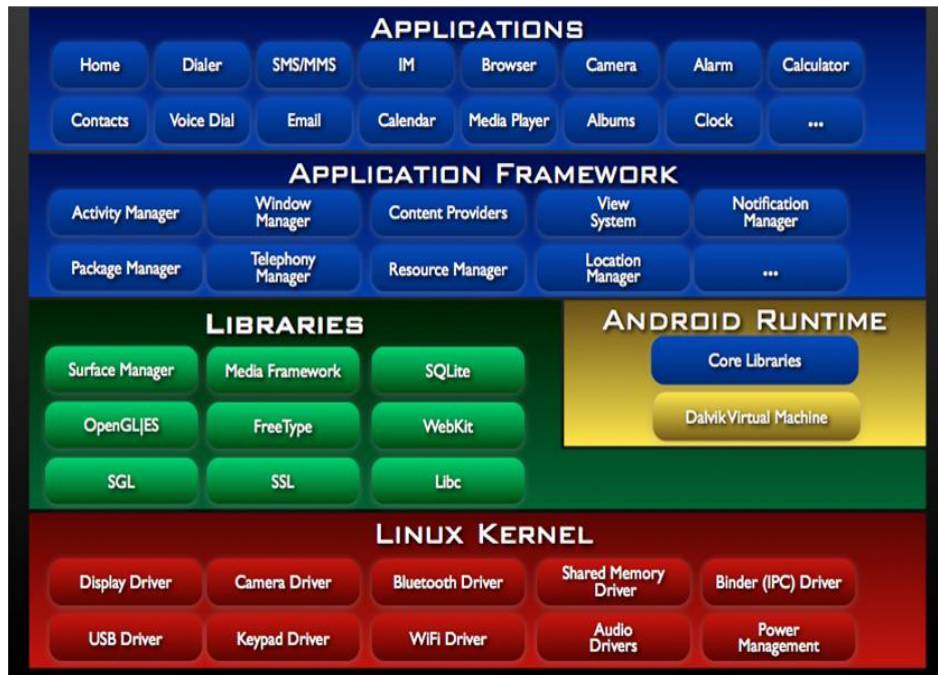 APPLICATIONS
Home Dialer SMS/MMS IM Browser Camera Alarm Calculator
Contacts Voice Dial Email Calendar Media Player Albums Clock ...
APPLICATION FRAMEWORK
Activity Manager Window Manager Content Providers View System Notification Manager
Package Manager Telephony Manager Resource Manager Location Manager ...
LIBRARIES
Surface Manager Media Framework SQLite
OpenGL|ES FreeType WebKit
SGL SSL Libc
ANDROID RUNTIME
Core Libraries
Dalvik Virtual Machine
LINUX KERNEL
Display Driver Camera Driver Bluetooth Driver Shared Memory Driver Binder (IPC) Driver
USB Driver Keypad Driver WiFi Driver Audio Drivers Power Management